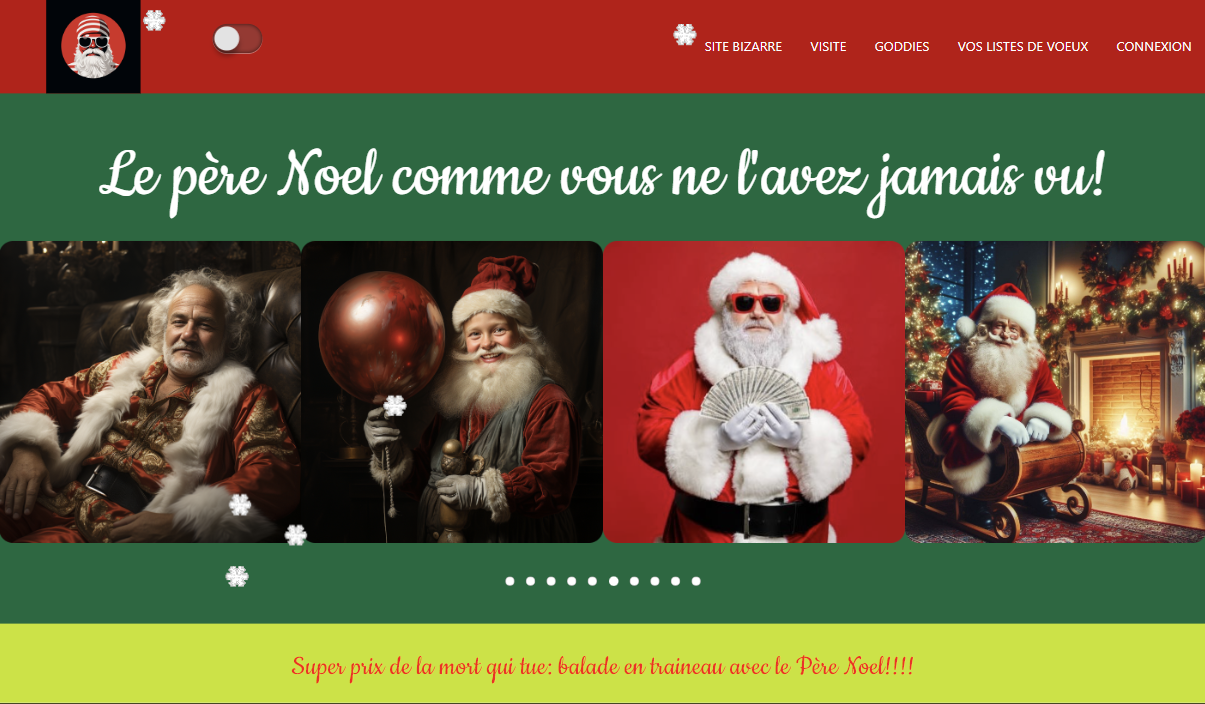 SITE BIZARRE VISITE GODDIES VOS LISTES DE VOEUX CONNEXION
Le père Noel comme vous ne l'avez jamais vu!
Super prix de la mort qui tue: balade en traineau avec le Père Noel!!!!